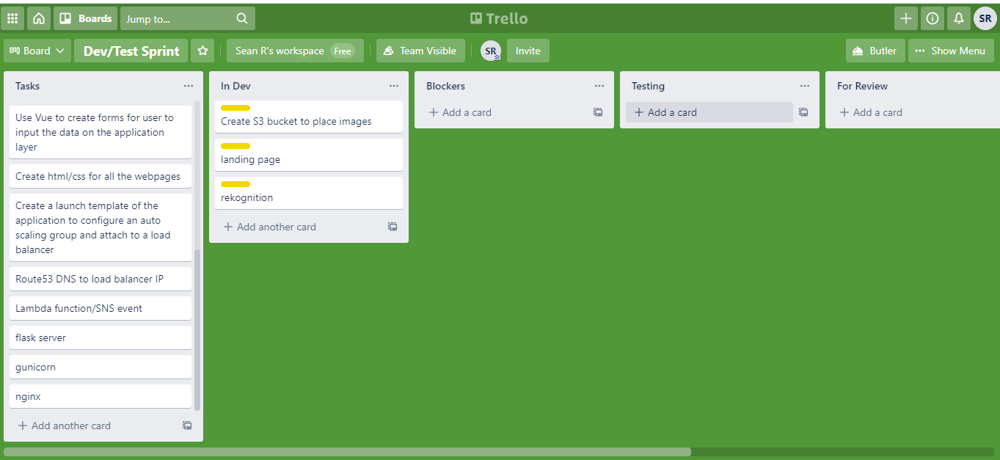 Boards
Jump to...
Trello
SR
Board
Dev/Test Sprint
Sean R's workspace
Free
Team Visible
SR
Invite
Butler
Show Menu
Tasks
Use Vue to create forms for user to
input the data on the application
layer
Create html/css for all the webpages
Create a launch template of the
application to configure an auto
scaling group and attach to a load
balancer
Route53 DNS to load balancer IP
Lambda function/SNS event
flask server
gunicorn
nginx
Add another card
In Dev
Create S3 bucket to place images
landing page
rekognition
Add another card
Blockers
Add a card
Testing
Add a card
For Review
Add a card